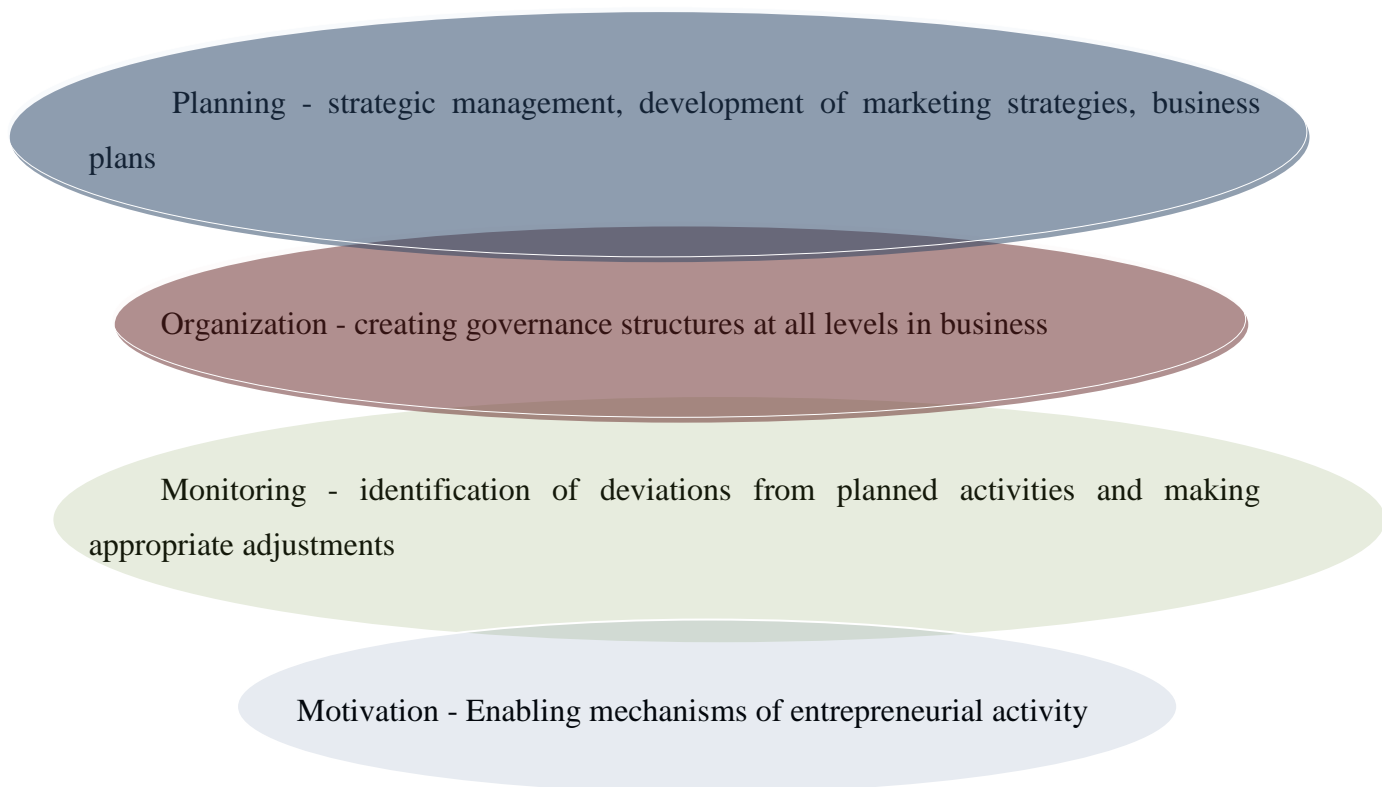 Planning - strategic management, development of marketing strategies, business
plans
Organization - creating governance structures at all levels in business
Monitoring - identification of deviations from planned activities and making
appropriate adjustments
Motivation - Enabling mechanisms of entrepreneurial activity